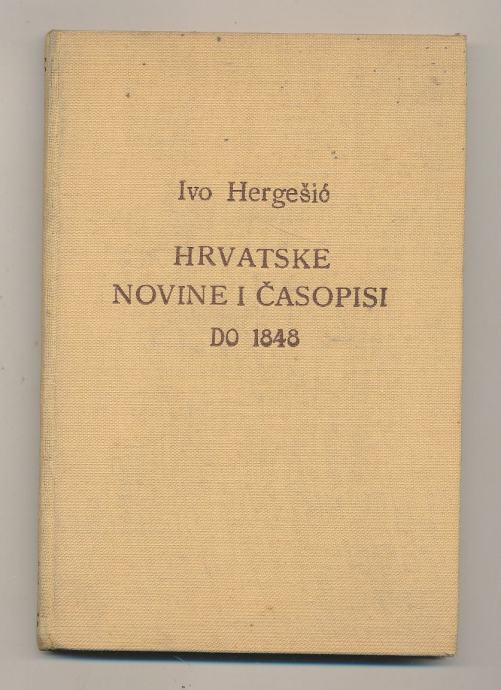 Ivo Hergešić
HRVATSKE
NOVINE I ČASOPISI
DO 1848